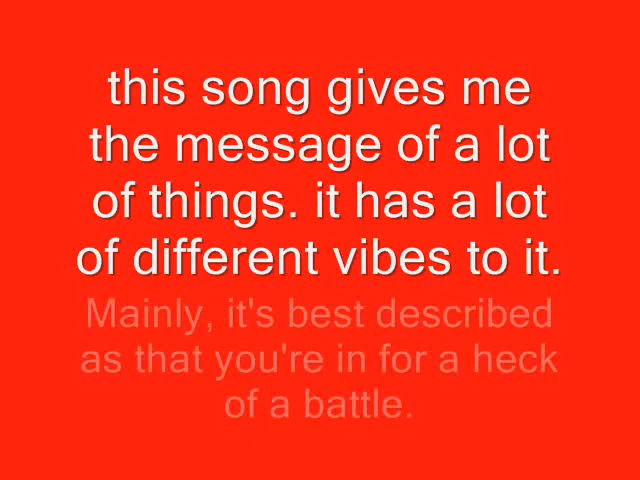 this song gives me
the message of a lot
of things. it has a lot
of different vibes to it.
Mainly, it's best described
as that you're in for a heck
of a battle.